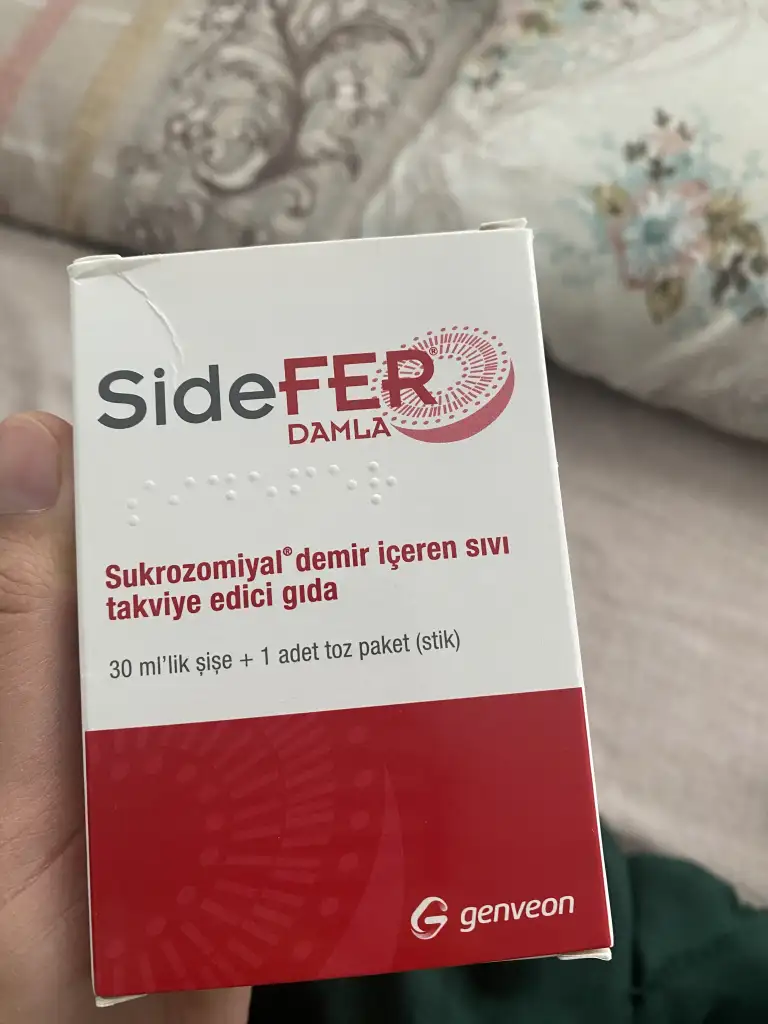 SideFER®
DAMLA
Sukrozomiyal® demir içeren sıvı
takviye edici gıda
30 ml'lik şişe + 1 adet toz paket (stik)
genveon